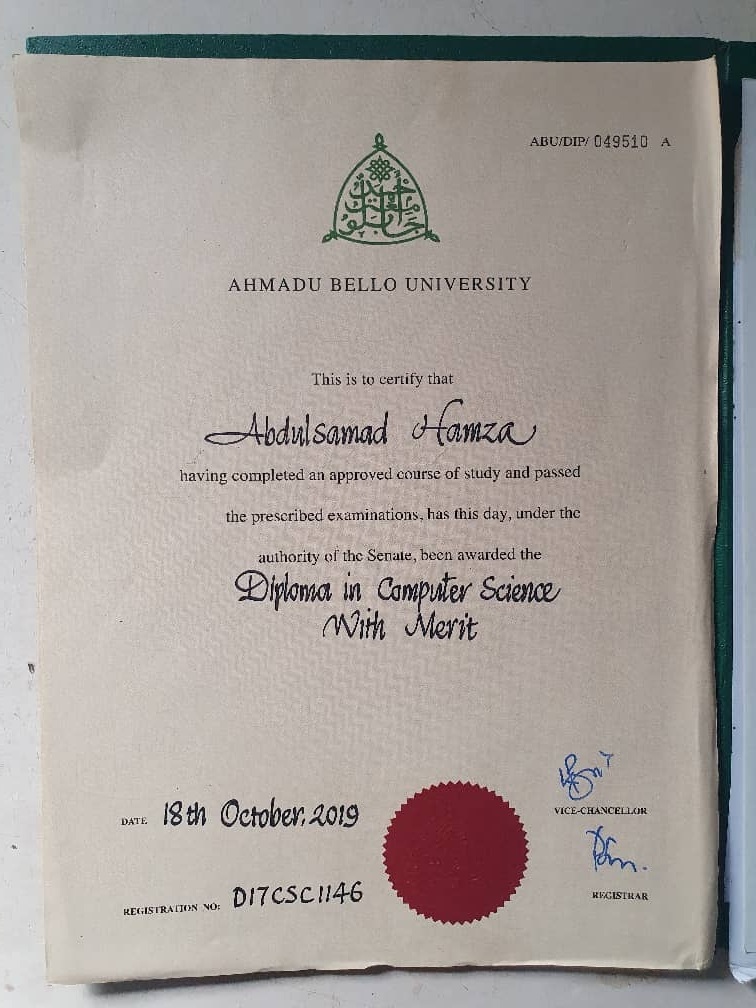 ABU/DIP/ 049510 A
AHMADU BELLO UNIVERSITY
This is to certify that
Abdulsamad Hamza
having completed an approved course of study and passed
the prescribed examinations, has this day, under the
authority of the Senate, been awarded the
Diploma in Computer Science
With Merit
DATE 18th October, 2019
VICE-CHANCELLOR
REGISTRATION NO: D17CSC1146
REGISTRAR